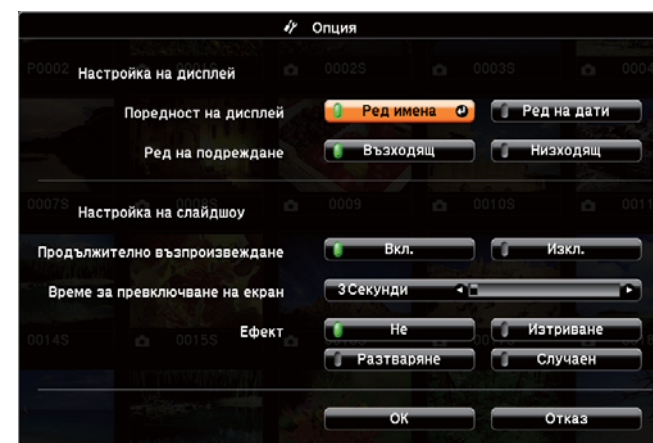 Опция
P0002 0001S 0002S 0003S 0004
Настройка на дисплей
Поредност на дисплей Ред имена Ред на дати
Ред на подреждане Възходящ Низходящ
0007S 0008S 0009 0010S 0011
Настройка на слайдшоу
Продължително възпроизвеждане Вкл. Изкл.
Време за превключване на екран 3Секунди
Ефект Не Изтриване
0014S 0015S
Разтваряне Случаен
OK Отказ